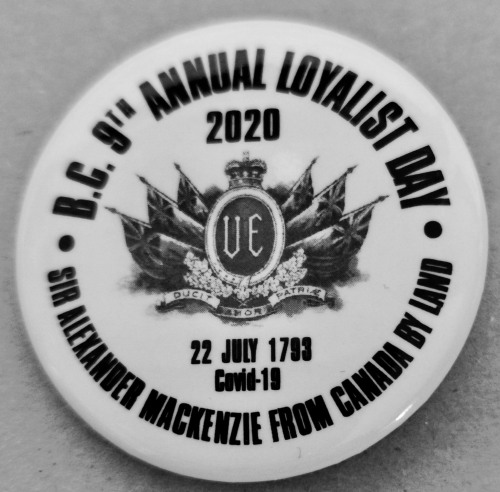 B.C. 9TH ANNUAL LOYALIST DAY
2020
UE
DUCIT AMOR PATRIÆ
22 JULY 1793
Covid-19
SIR ALEXANDER MACKENZIE FROM CANADA BY LAND